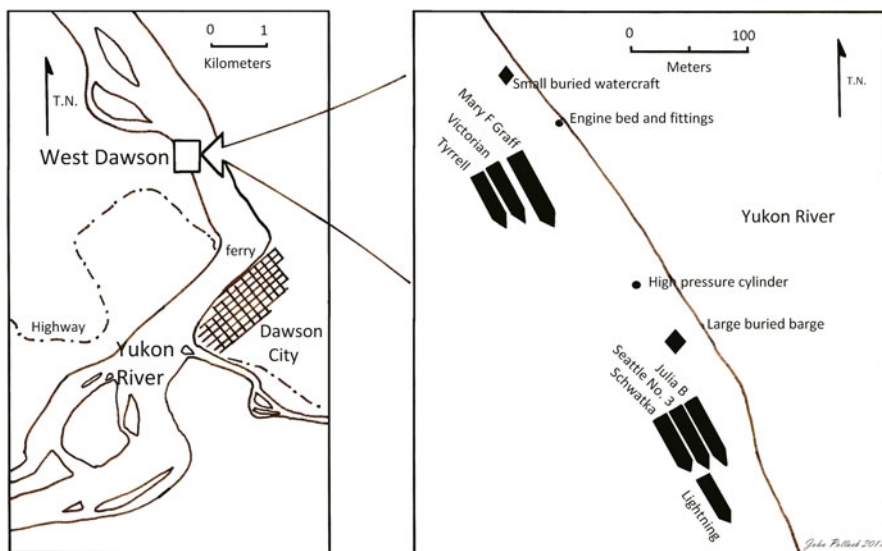 0 1
Kilometers
T.N.
West Dawson
ferry
Highway
Dawson
City
Yukon
River
0 100
Meters
T.N.
Small buried watercraft
Engine bed and fittings
Mary F Graff
Victorian
Tyrrell
Yukon River
High pressure cylinder
Large buried barge
Julia B
Seattle No. 3
Schwatka
Lightning